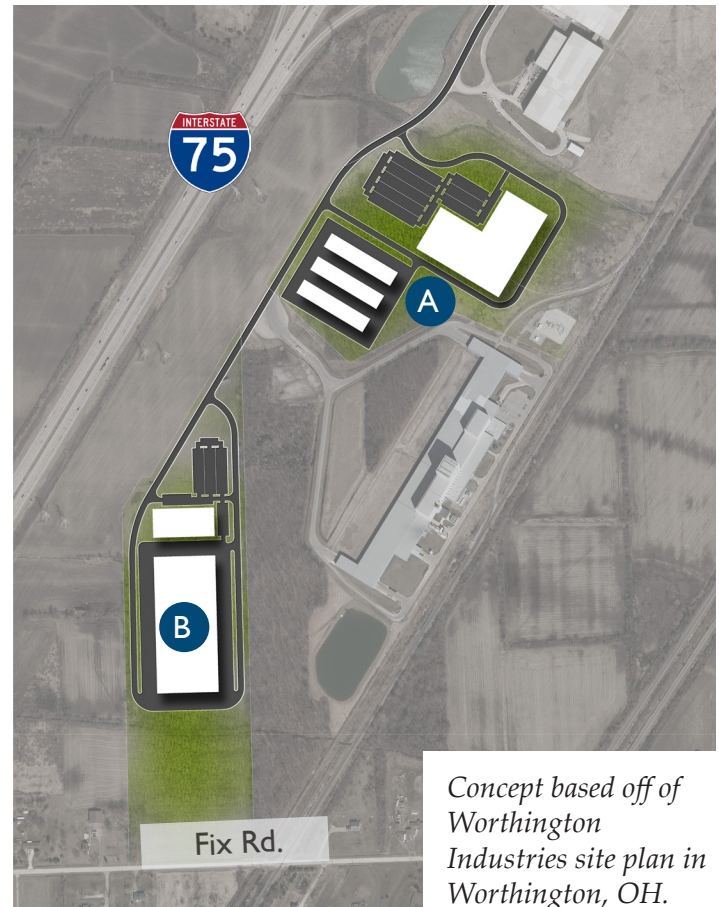 INTERSTATE
75
A
B
Fix Rd.
Concept based off of
Worthington
Industries site plan in
Worthington, OH.